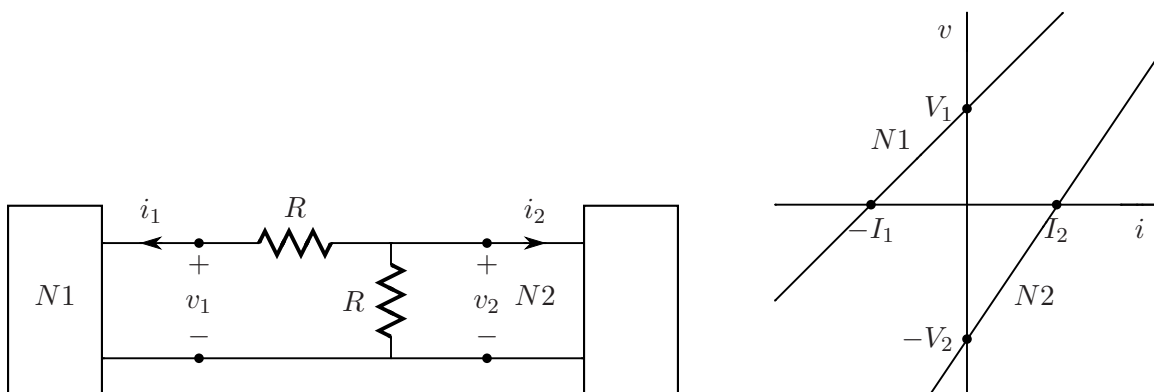 v
V₁
N1
−I₁
I₂
i
N2
−V₂
i₁
R
i₂
N1
+
v₁
−
R
+
v₂
−
N2